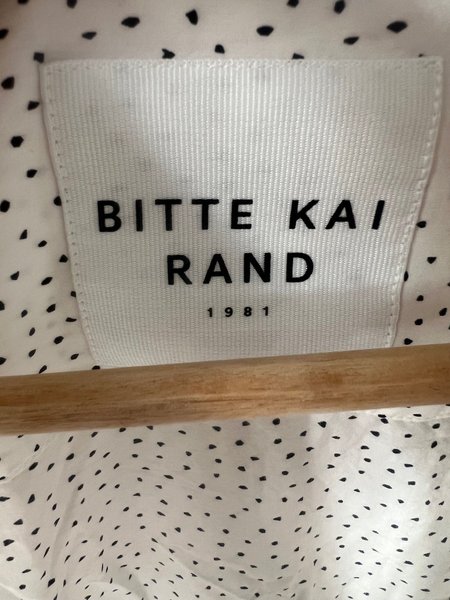 BITTE KAI
RAND
1981